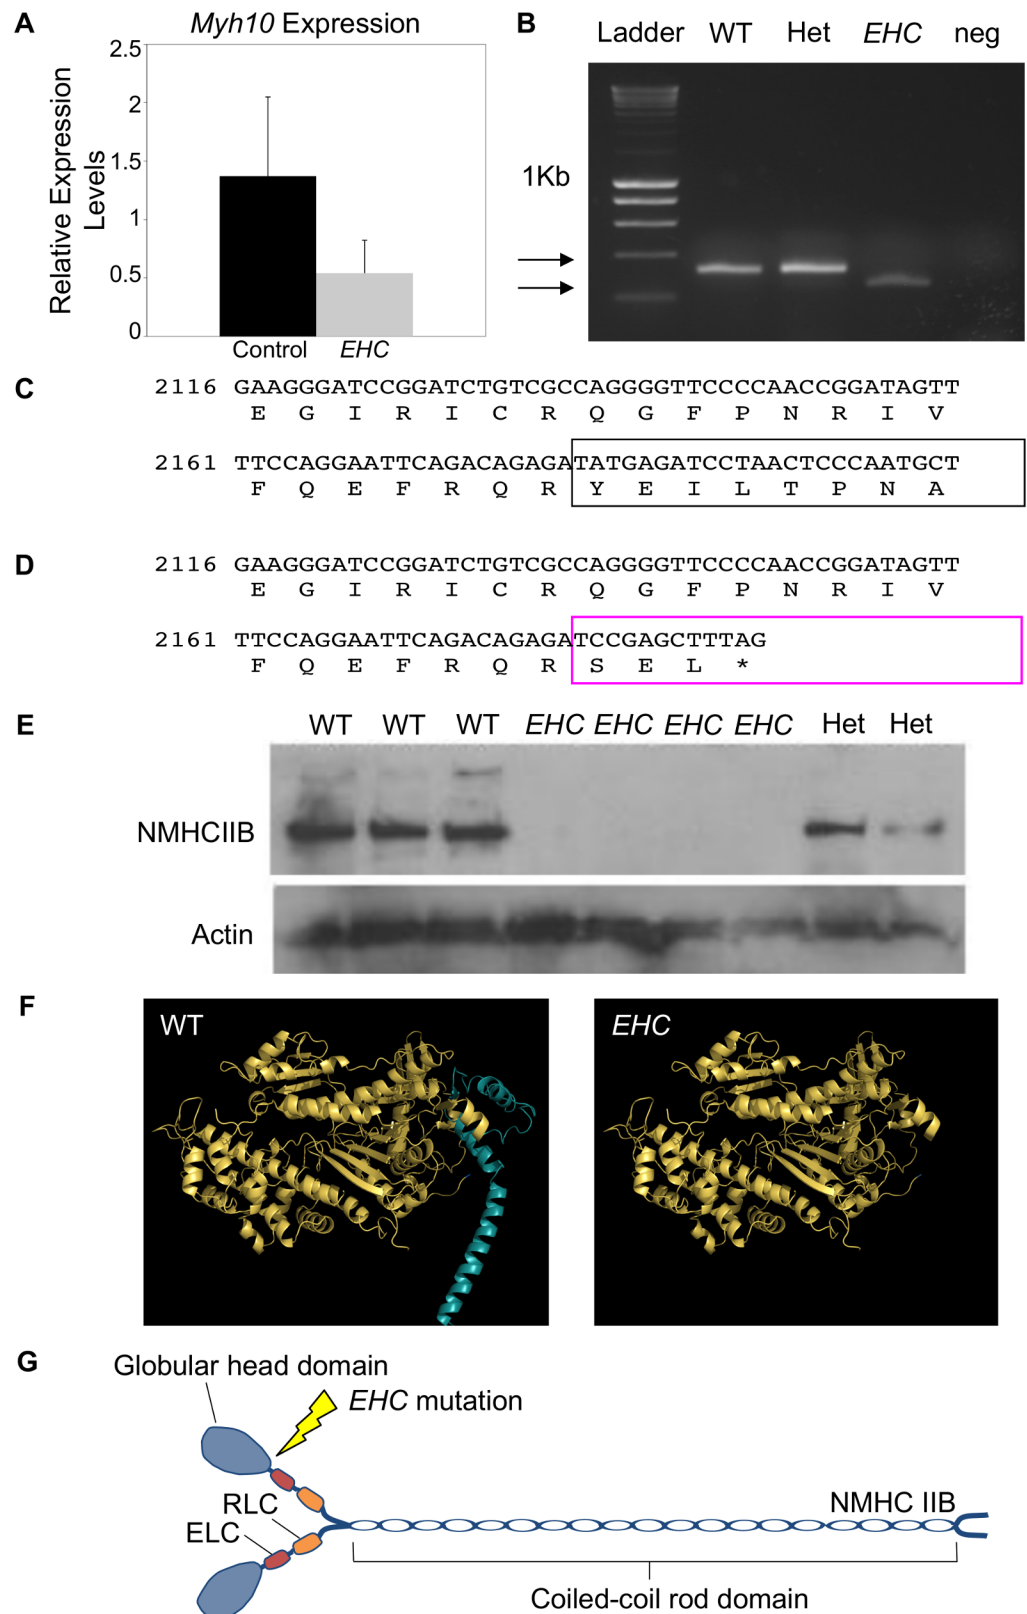 A
Myh10 Expression
Relative Expression
Levels
2.5
2
1.5
1
0.5
0
Control
EHC
B
Ladder WT Het EHC neg
1Kb
C
2116 GAAGGGATCCGGATCTGTCGCCAGGGGTTCCCCAACCGGATAGTT
E G I R I C R Q G F P N R I V
2161 TTCCAGGAATTCAGACAGAGATATGAGATCCTAACTCCCAATGCT
F Q E F R Q R Y E I L T P N A
D
2116 GAAGGGATCCGGATCTGTCGCCAGGGGTTCCCCAACCGGATAGTT
E G I R I C R Q G F P N R I V
2161 TTCCAGGAATTCAGACAGAGATCCGAGCTTTAG
F Q E F R Q R S E L *
E
WT WT WT EHC EHC EHC EHC Het Het
NMHCIIB
Actin
F
WT
EHC
G
Globular head domain
EHC mutation
RLC
ELC
NMHC IIB
Coiled-coil rod domain